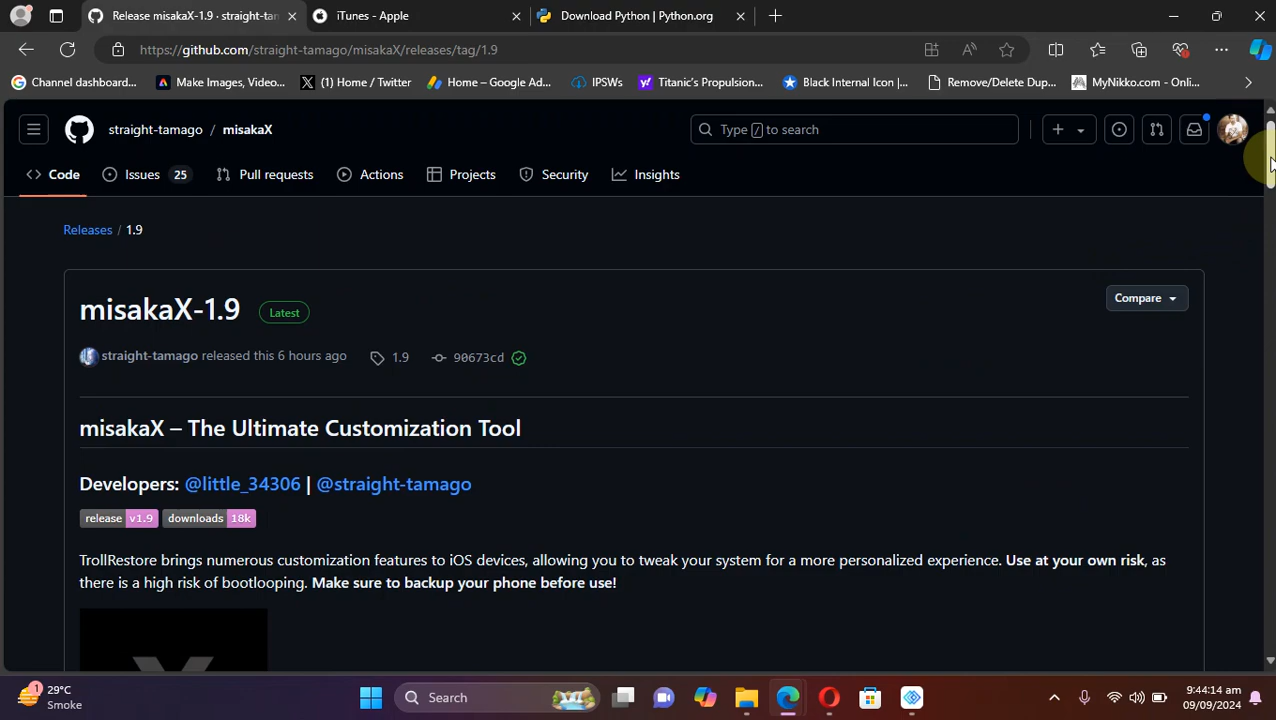 Release misakaX-1.9 · straight-tan
iTunes - Apple
Download Python | Python.org
https://github.com/straight-tamago/misakaX/releases/tag/1.9
Channel dashboard...
Make Images, Video...
(1) Home / Twitter
Home – Google Ad...
IPSWs
Titanic's Propulsion...
Black Internal Icon |...
Remove/Delete Dup...
MyNikko.com - Onli...
straight-tamago / misakaX
Type / to search
Code
Issues 25
Pull requests
Actions
Projects
Security
Insights
Releases / 1.9
misakaX-1.9 Latest
Compare
straight-tamago released this 6 hours ago
1.9
90673cd
misakaX – The Ultimate Customization Tool
Developers: @little_34306 | @straight-tamago
release v1.9 downloads 18k
TrollRestore brings numerous customization features to iOS devices, allowing you to tweak your system for a more personalized experience. Use at your own risk, as
there is a high risk of bootlooping. Make sure to backup your phone before use!
1
29°C
Smoke
Search
9:44:14 am
09/09/2024